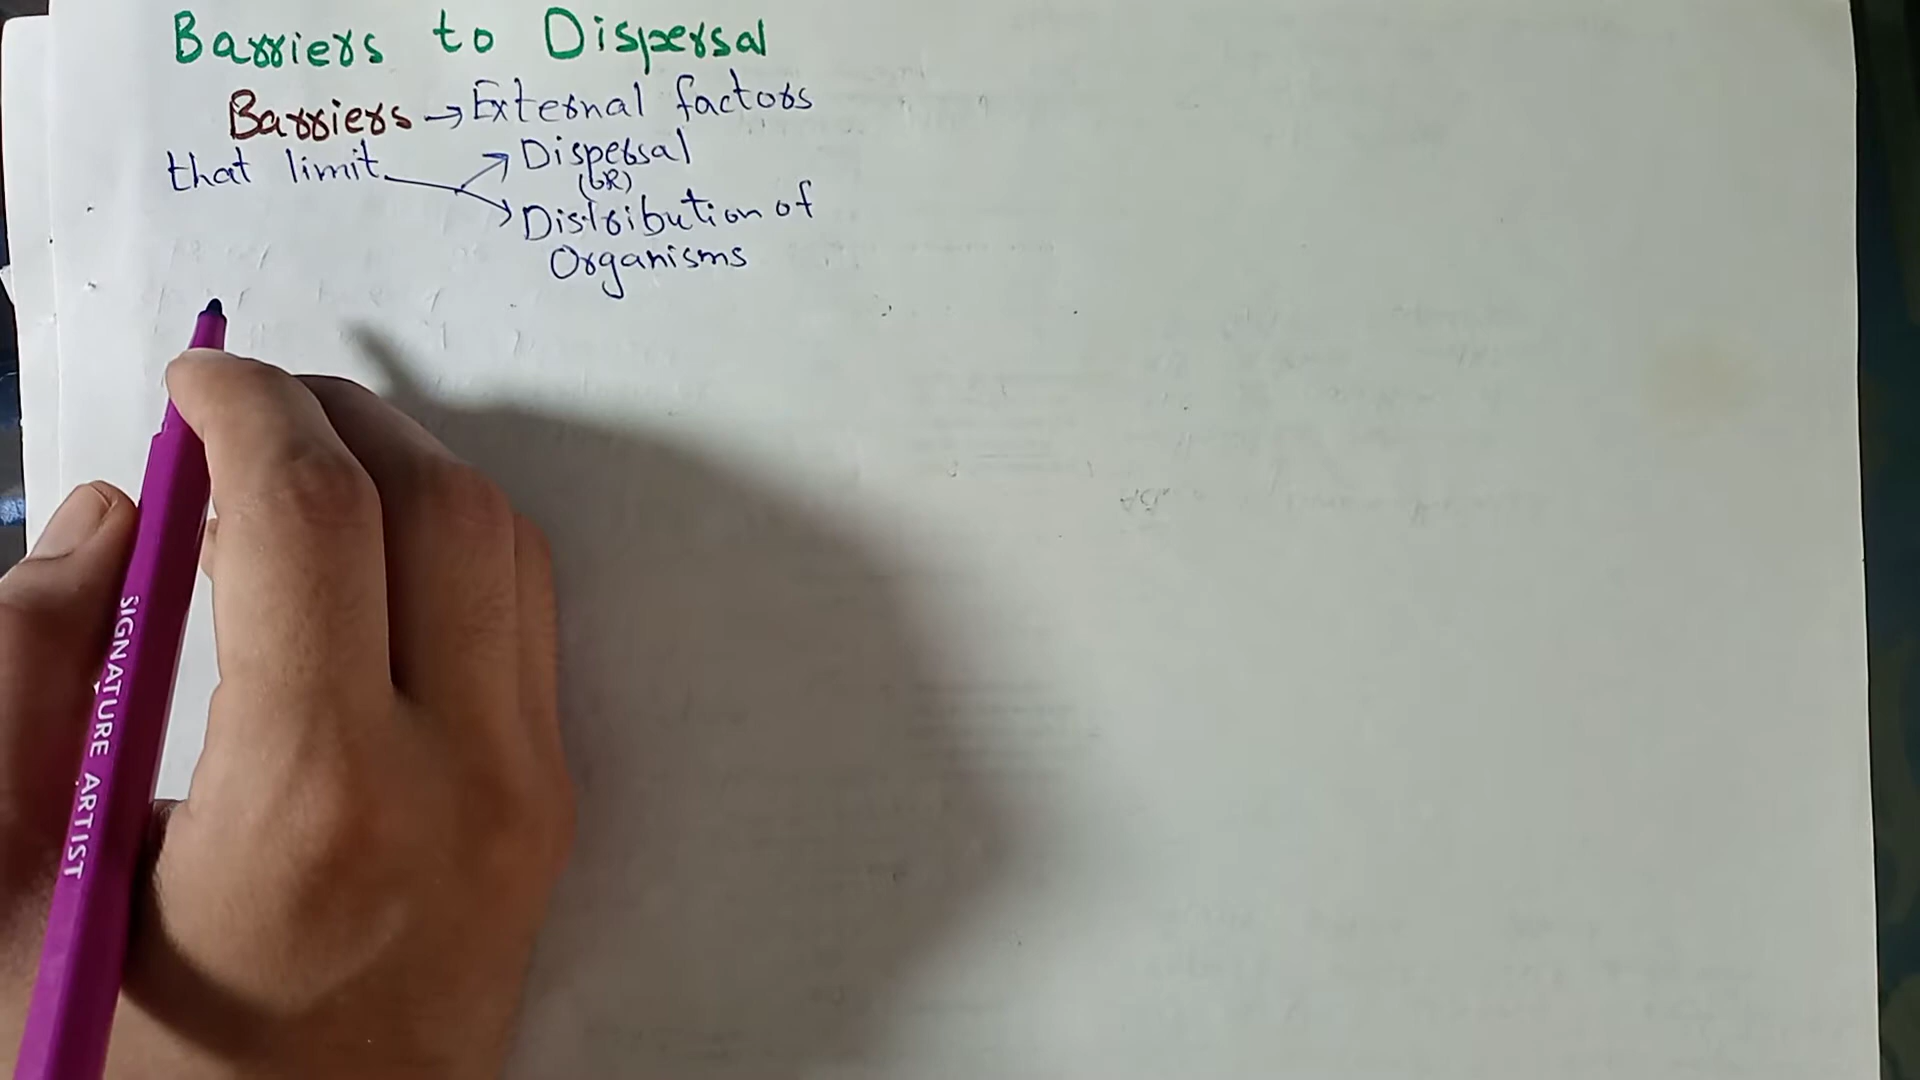 Barriers to Dispersal
Barriers → External factors
that limit → Dispersal
(OR)
→ Distribution of
Organisms
SIGNATURE ARTIST